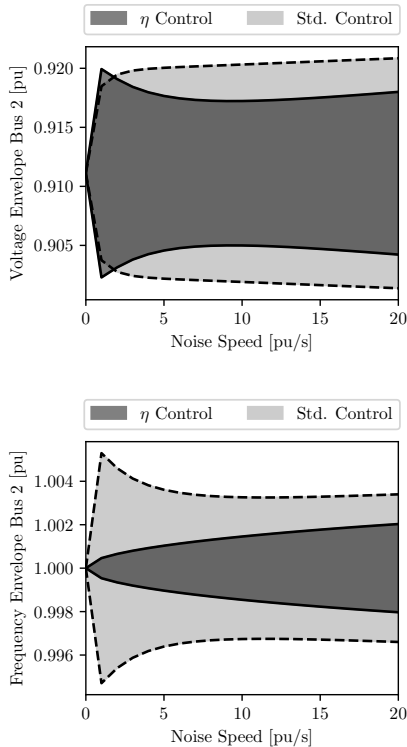 η Control Std. Control
0.920
0.915
0.910
0.905
Voltage Envelope Bus 2 [pu]
0 5 10 15 20
Noise Speed [pu/s]
η Control Std. Control
1.004
1.002
1.000
0.998
0.996
Frequency Envelope Bus 2 [pu]
0 5 10 15 20
Noise Speed [pu/s]